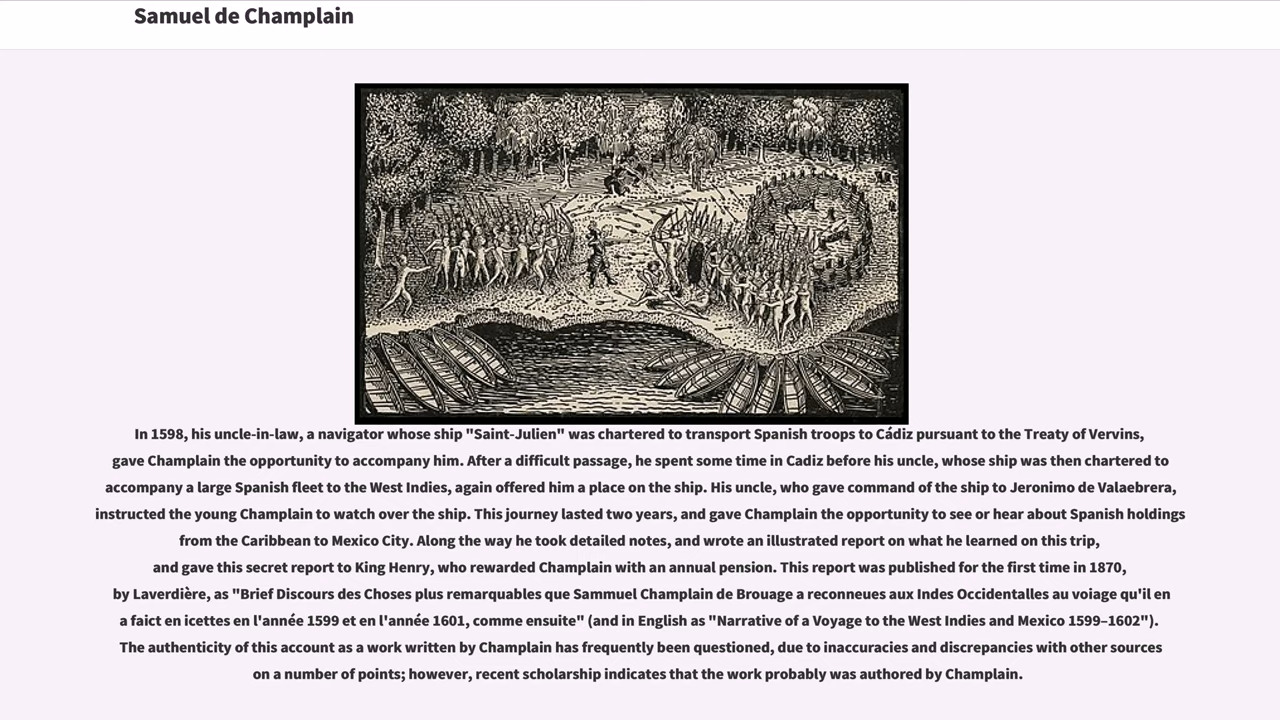 Samuel de Champlain
In 1598, his uncle-in-law, a navigator whose ship "Saint-Julien" was chartered to transport Spanish troops to Cádiz pursuant to the Treaty of Vervins,
gave Champlain the opportunity to accompany him. After a difficult passage, he spent some time in Cadiz before his uncle, whose ship was then chartered to
accompany a large Spanish fleet to the West Indies, again offered him a place on the ship. His uncle, who gave command of the ship to Jeronimo de Valaebrera,
instructed the young Champlain to watch over the ship. This journey lasted two years, and gave Champlain the opportunity to see or hear about Spanish holdings
from the Caribbean to Mexico City. Along the way he took detailed notes, and wrote an illustrated report on what he learned on this trip,
and gave this secret report to King Henry, who rewarded Champlain with an annual pension. This report was published for the first time in 1870,
by Laverdière, as "Brief Discours des Choses plus remarquables que Sammuel Champlain de Brouage a reconneues aux Indes Occidentalles au voiage qu'il en
a faict en icettes en l'année 1599 et en l'année 1601, comme ensuite" (and in English as "Narrative of a Voyage to the West Indies and Mexico 1599–1602").
The authenticity of this account as a work written by Champlain has frequently been questioned, due to inaccuracies and discrepancies with other sources
on a number of points; however, recent scholarship indicates that the work probably was authored by Champlain.